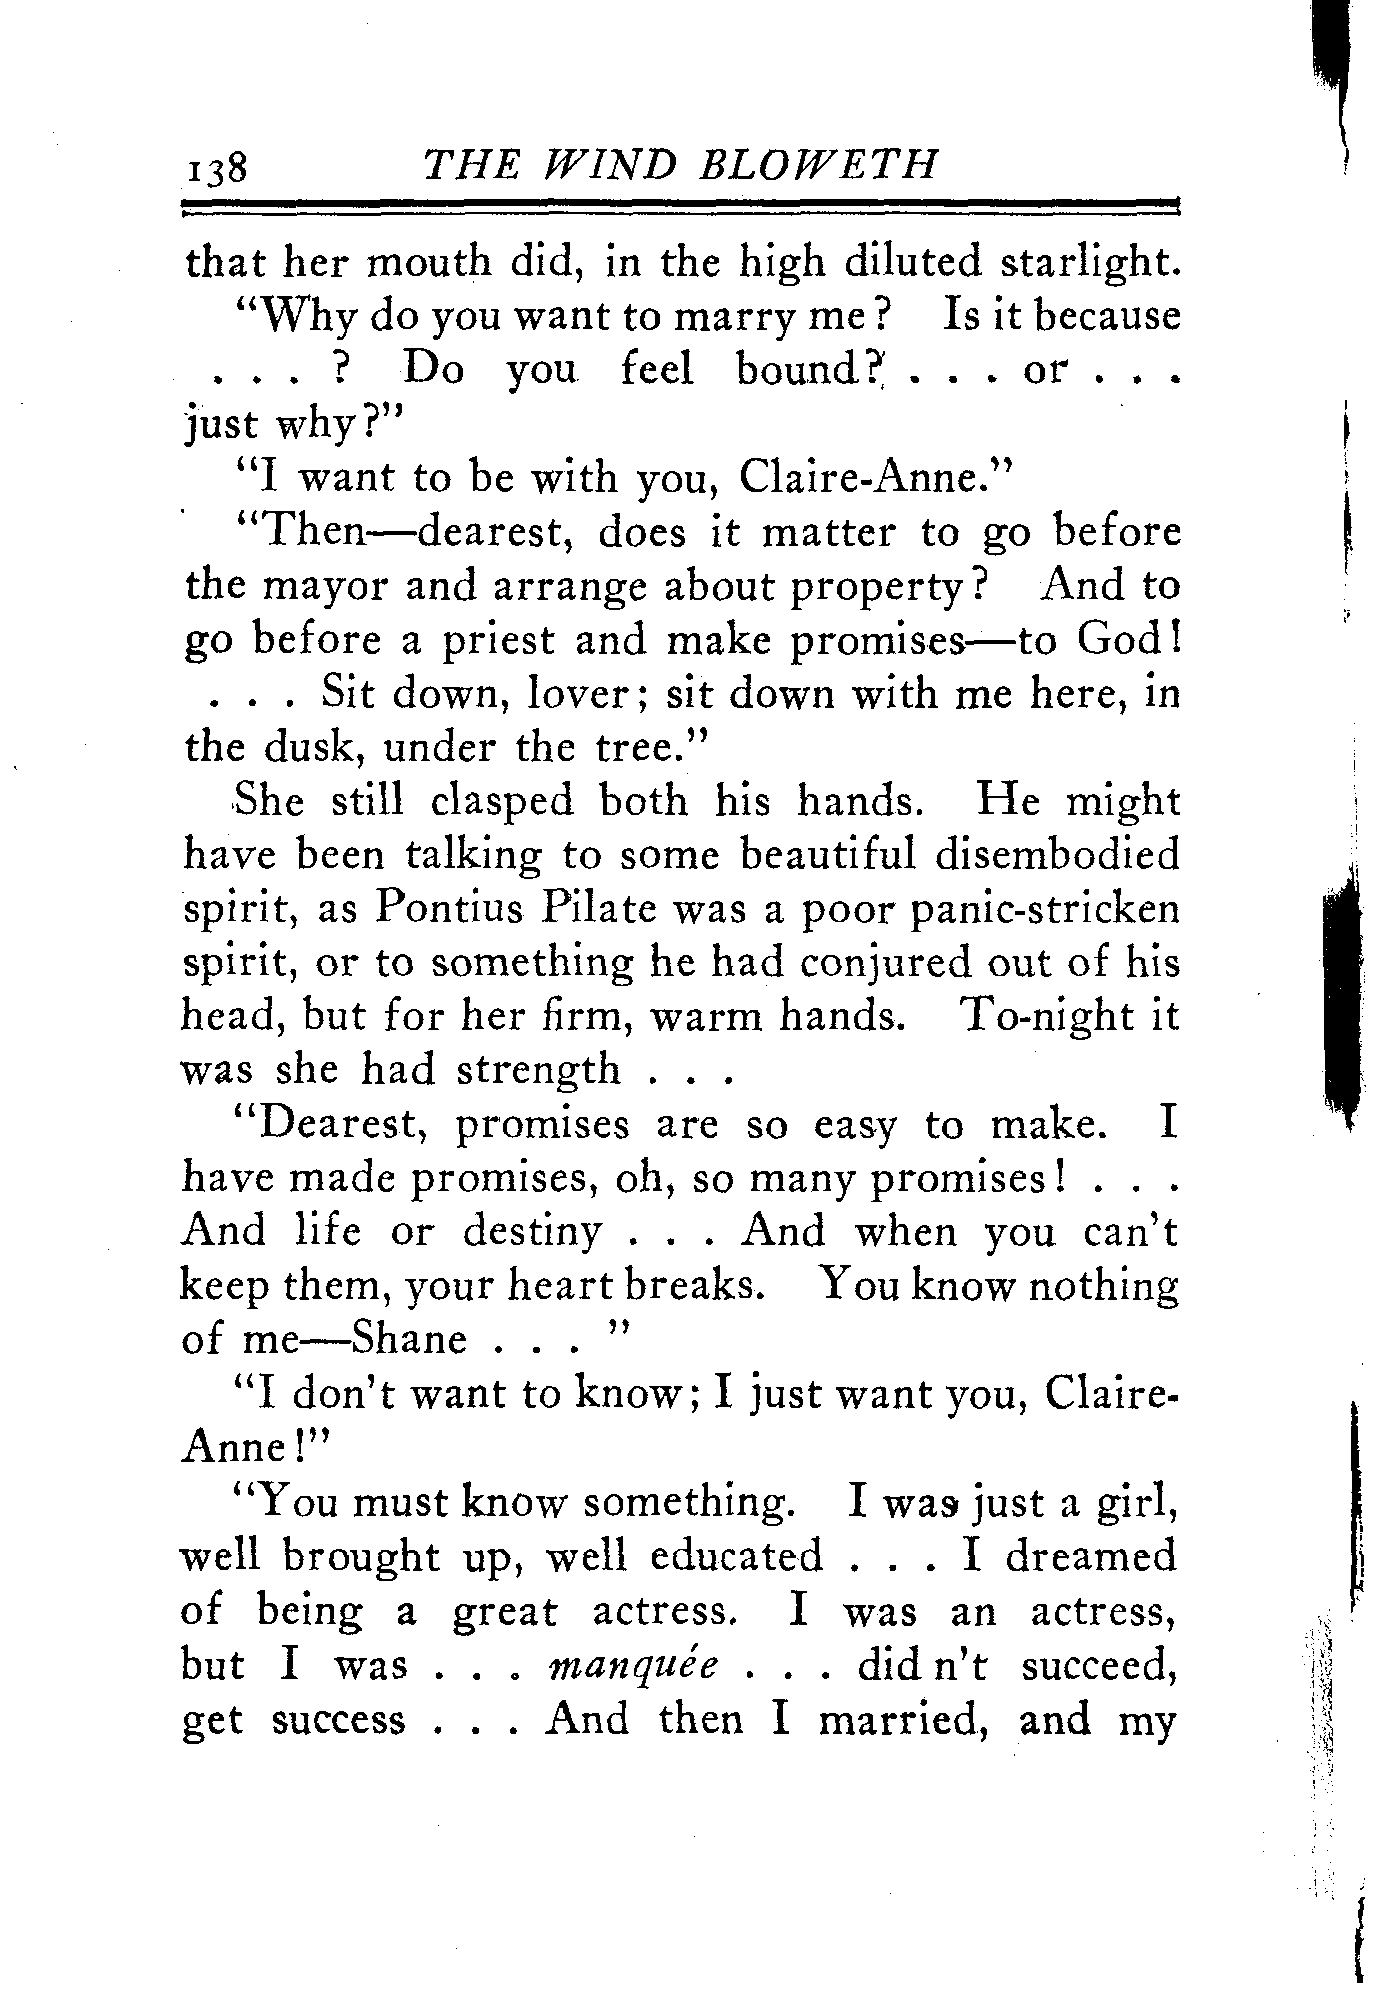 138 THE WIND BLOWETH
that her mouth did, in the high diluted starlight.
"Why do you want to marry me? Is it because
. . . ? Do you feel bound? . . . or . . .
just why?"
"I want to be with you, Claire-Anne."
"Then—dearest, does it matter to go before
the mayor and arrange about property? And to
go before a priest and make promises—to God!
. . . Sit down, lover; sit down with me here, in
the dusk, under the tree."
She still clasped both his hands. He might
have been talking to some beautiful disembodied
spirit, as Pontius Pilate was a poor panic-stricken
spirit, or to something he had conjured out of his
head, but for her firm, warm hands. To-night it
was she had strength . . .
"Dearest, promises are so easy to make. I
have made promises, oh, so many promises! . . .
And life or destiny . . . And when you can't
keep them, your heart breaks. You know nothing
of me—Shane . . . "
"I don't want to know; I just want you, Claire-
Anne!"
"You must know something. I was just a girl,
well brought up, well educated . . . I dreamed
of being a great actress. I was an actress,
but I was . . . manquée . . . did n't succeed,
get success . . . And then I married, and my